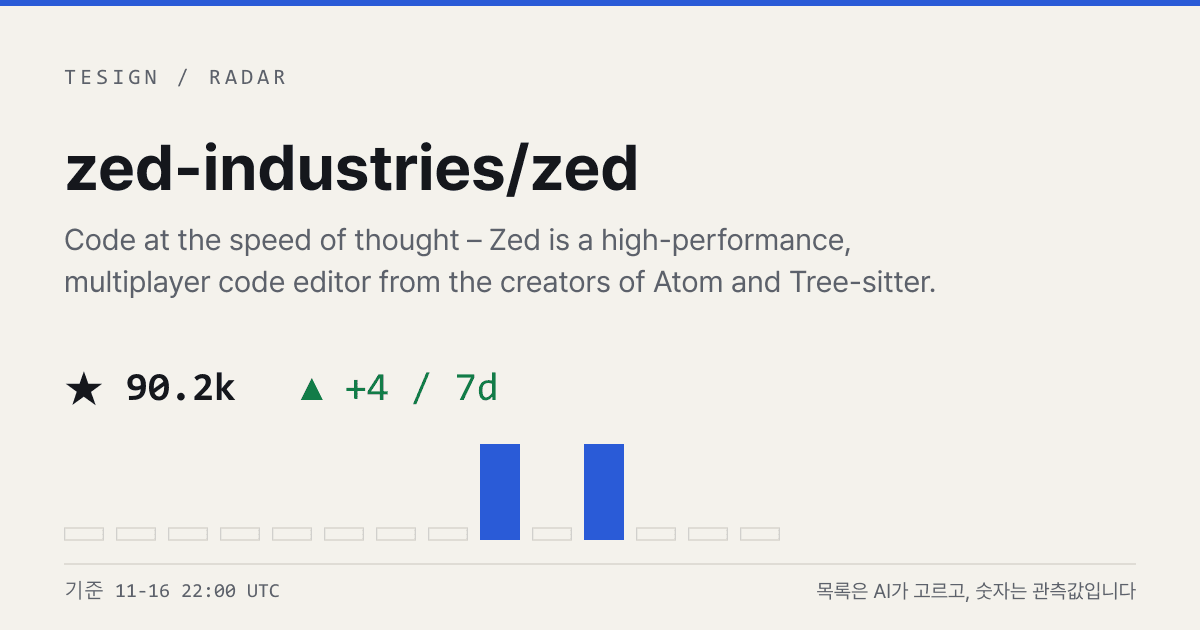 TESIGN / RADAR
zed-industries/zed
Code at the speed of thought – Zed is a high-performance,
multiplayer code editor from the creators of Atom and Tree-sitter.
★ 90.2k ▲ +4 / 7d
기준 11-16 22:00 UTC
목록은 AI가 고르고, 숫자는 관측값입니다